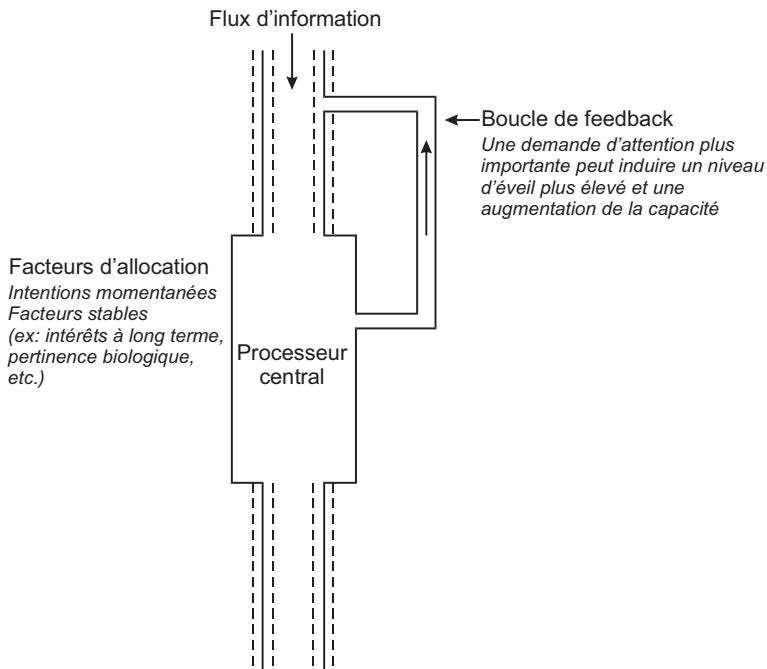 Flux d’information
Boucle de feedback
Une demande d’attention plus
importante peut induire un niveau
d’éveil plus élevé et une
augmentation de la capacité
Facteurs d’allocation
Intentions momentanées
Facteurs stables
(ex: intérêts à long terme,
pertinence biologique,
etc.)
Processeur
central